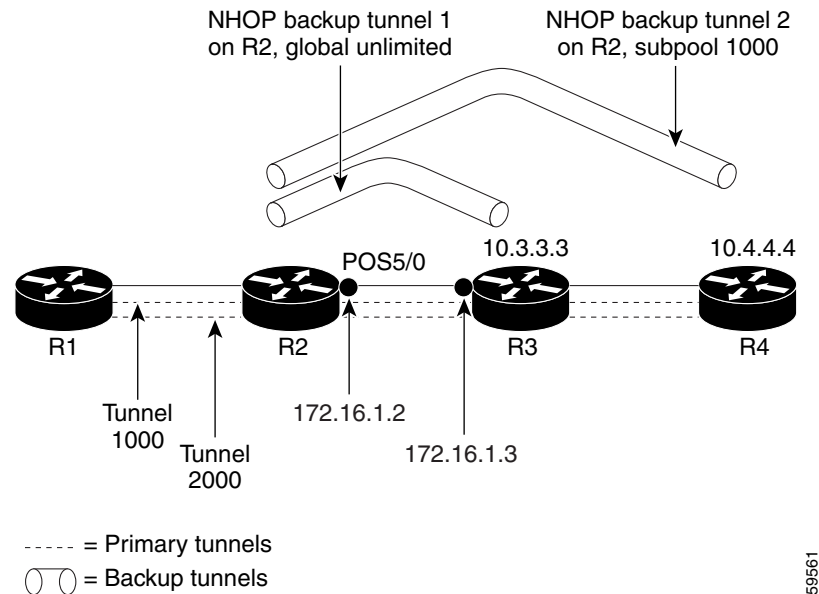 NHOP backup tunnel 1
on R2, global unlimited
NHOP backup tunnel 2
on R2, subpool 1000
POS5/0
10.3.3.3
10.4.4.4
R1
R2
R3
R4
Tunnel
1000
Tunnel
2000
172.16.1.2
172.16.1.3
= Primary tunnels
= Backup tunnels
59561